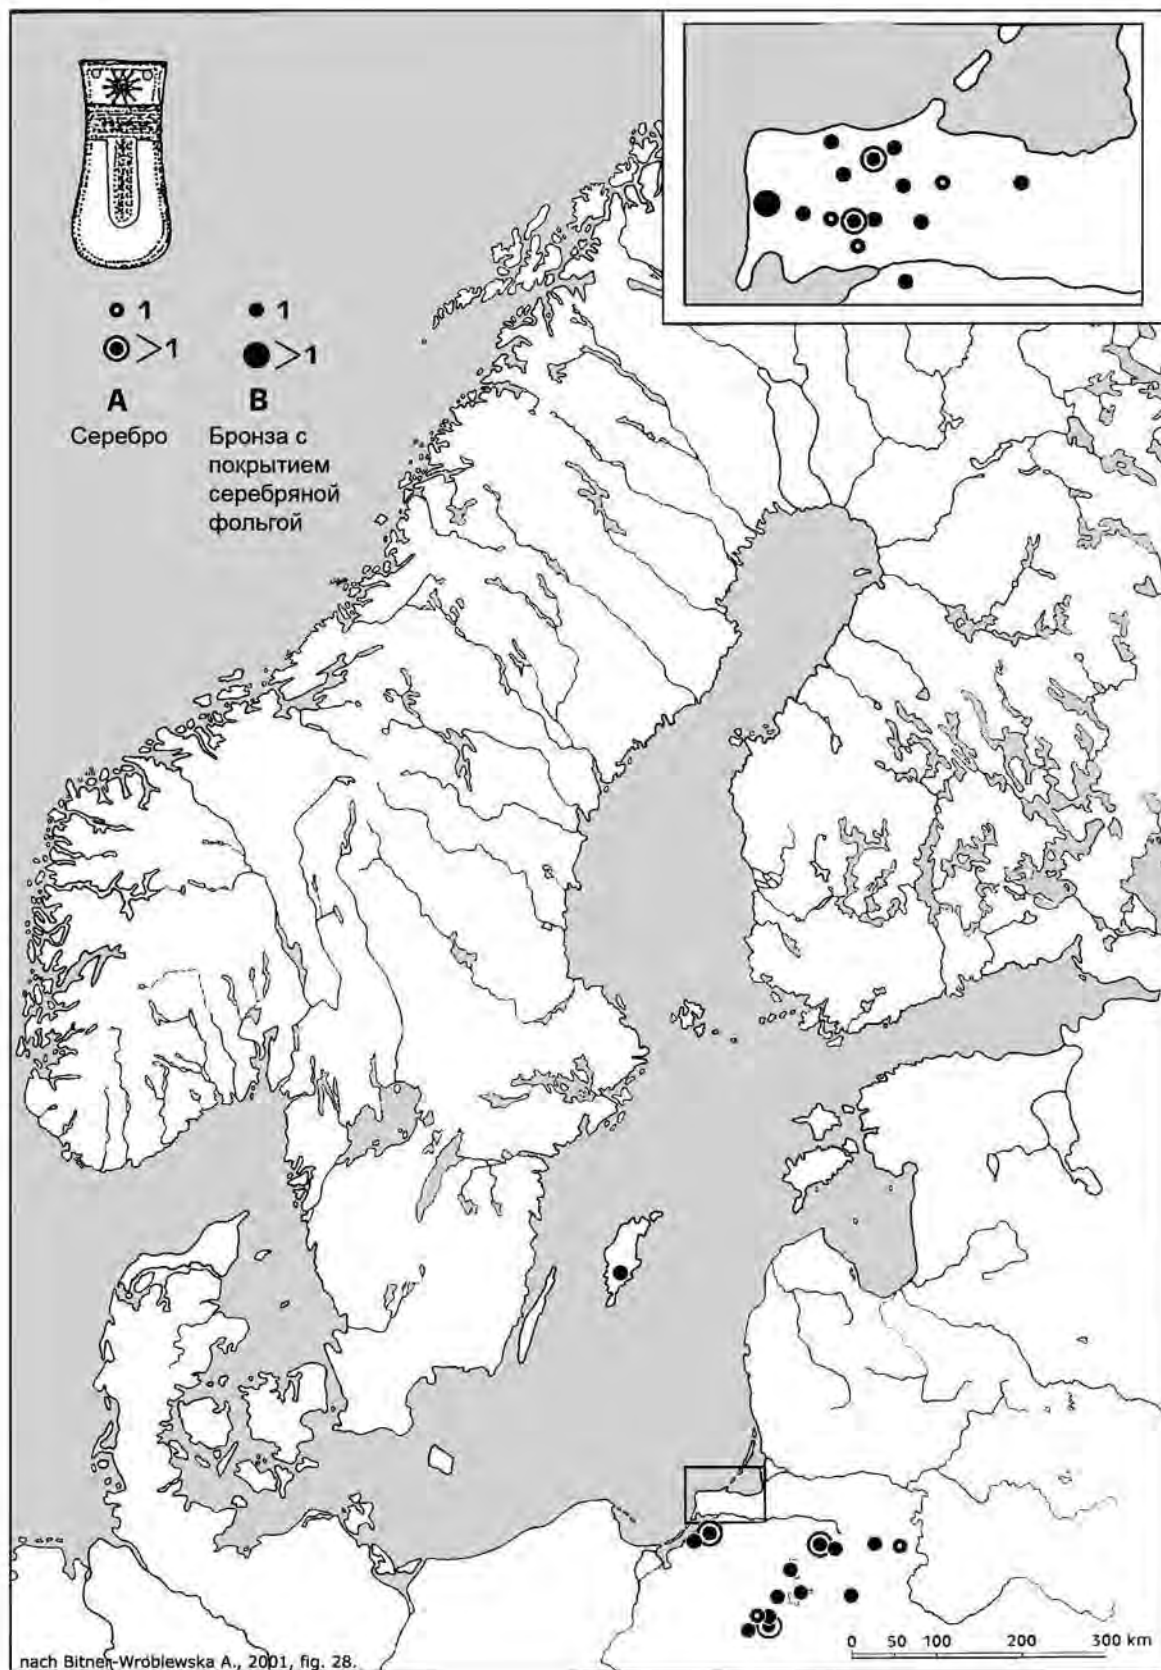 1
1
>1
>1
A
B
Серебро
Бронза с
покрытием
серебряной
фольгой
0 50 100 200 300 km
nach Bitner-Wróblewska A., 2001, fig. 28.